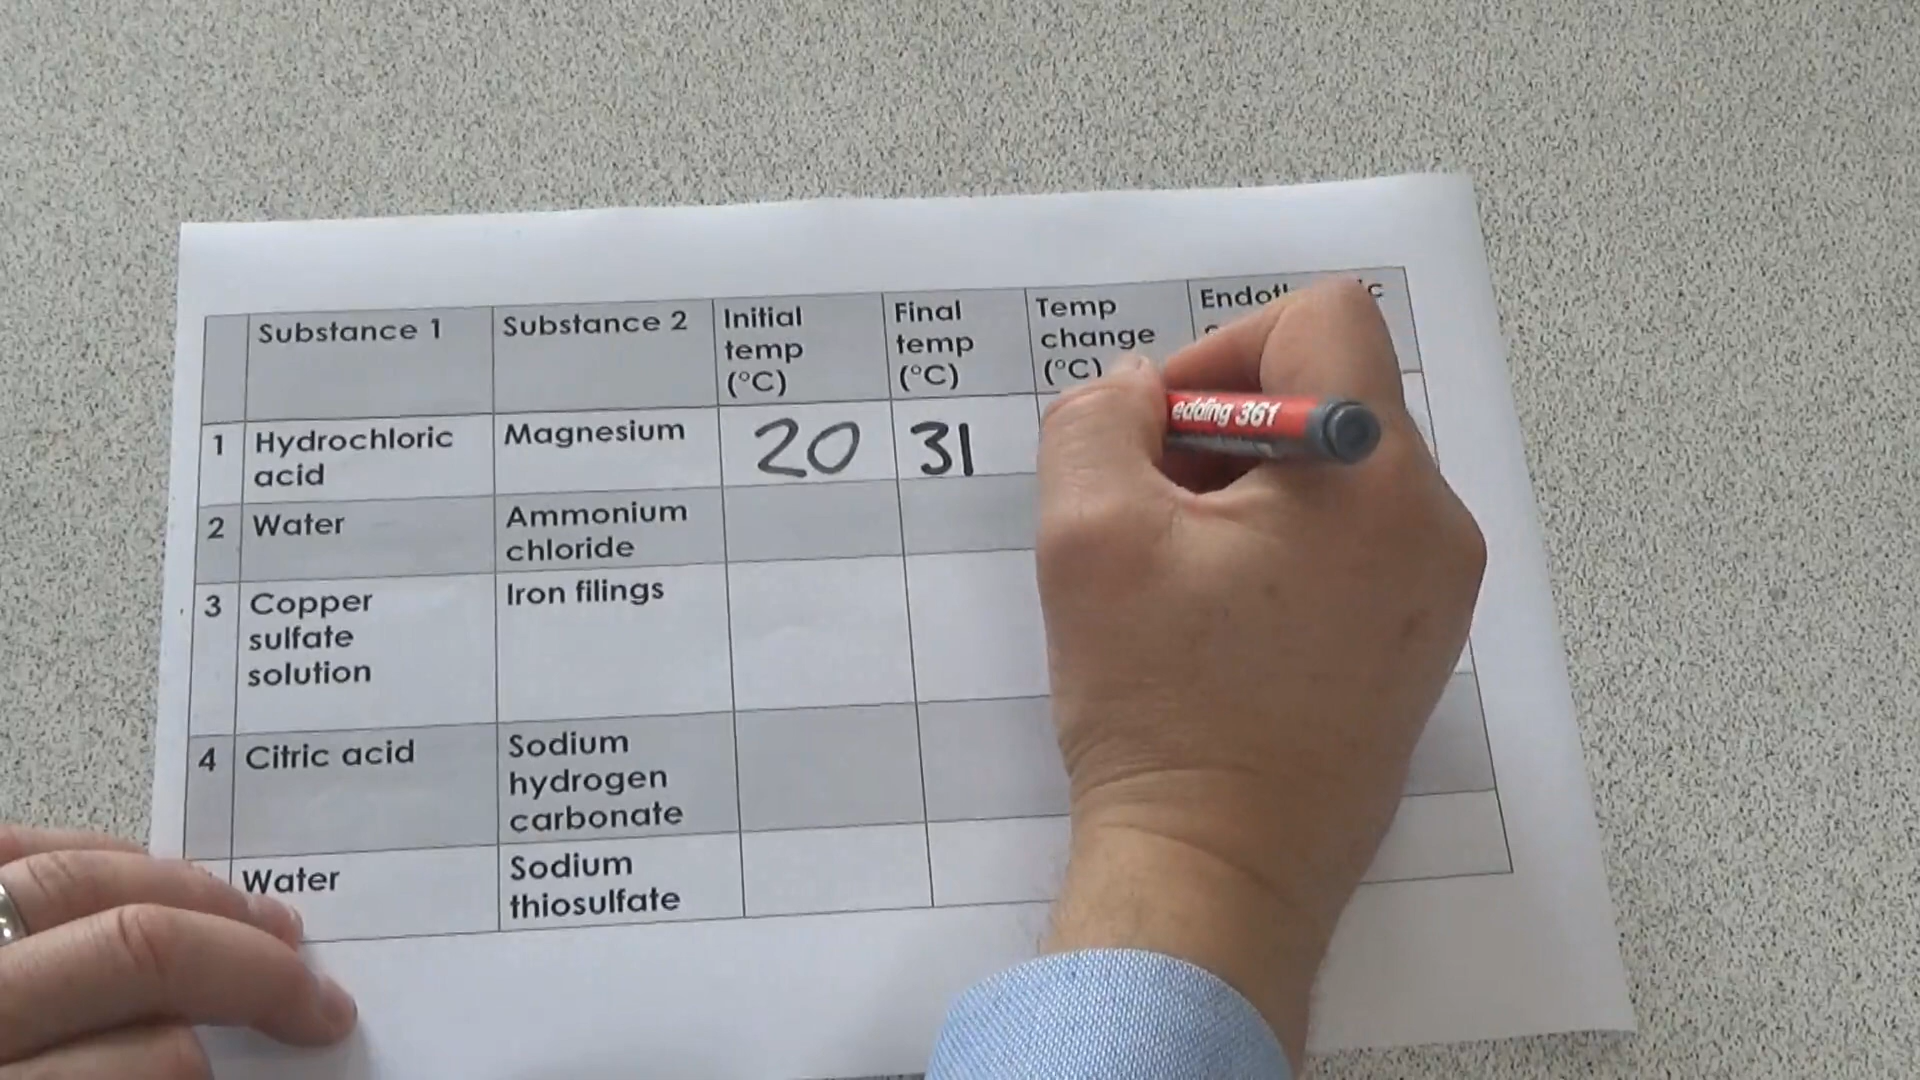 Substance 1
Substance 2
Initial
temp
(°C)
Final
temp
(°C)
Temp
change
(°C)
1
Hydrochloric
acid
Magnesium
20
31
2
Water
Ammonium
chloride
3
Copper
sulfate
solution
Iron filings
4
Citric acid
Sodium
hydrogen
carbonate
Water
Sodium
thiosulfate
edding 361